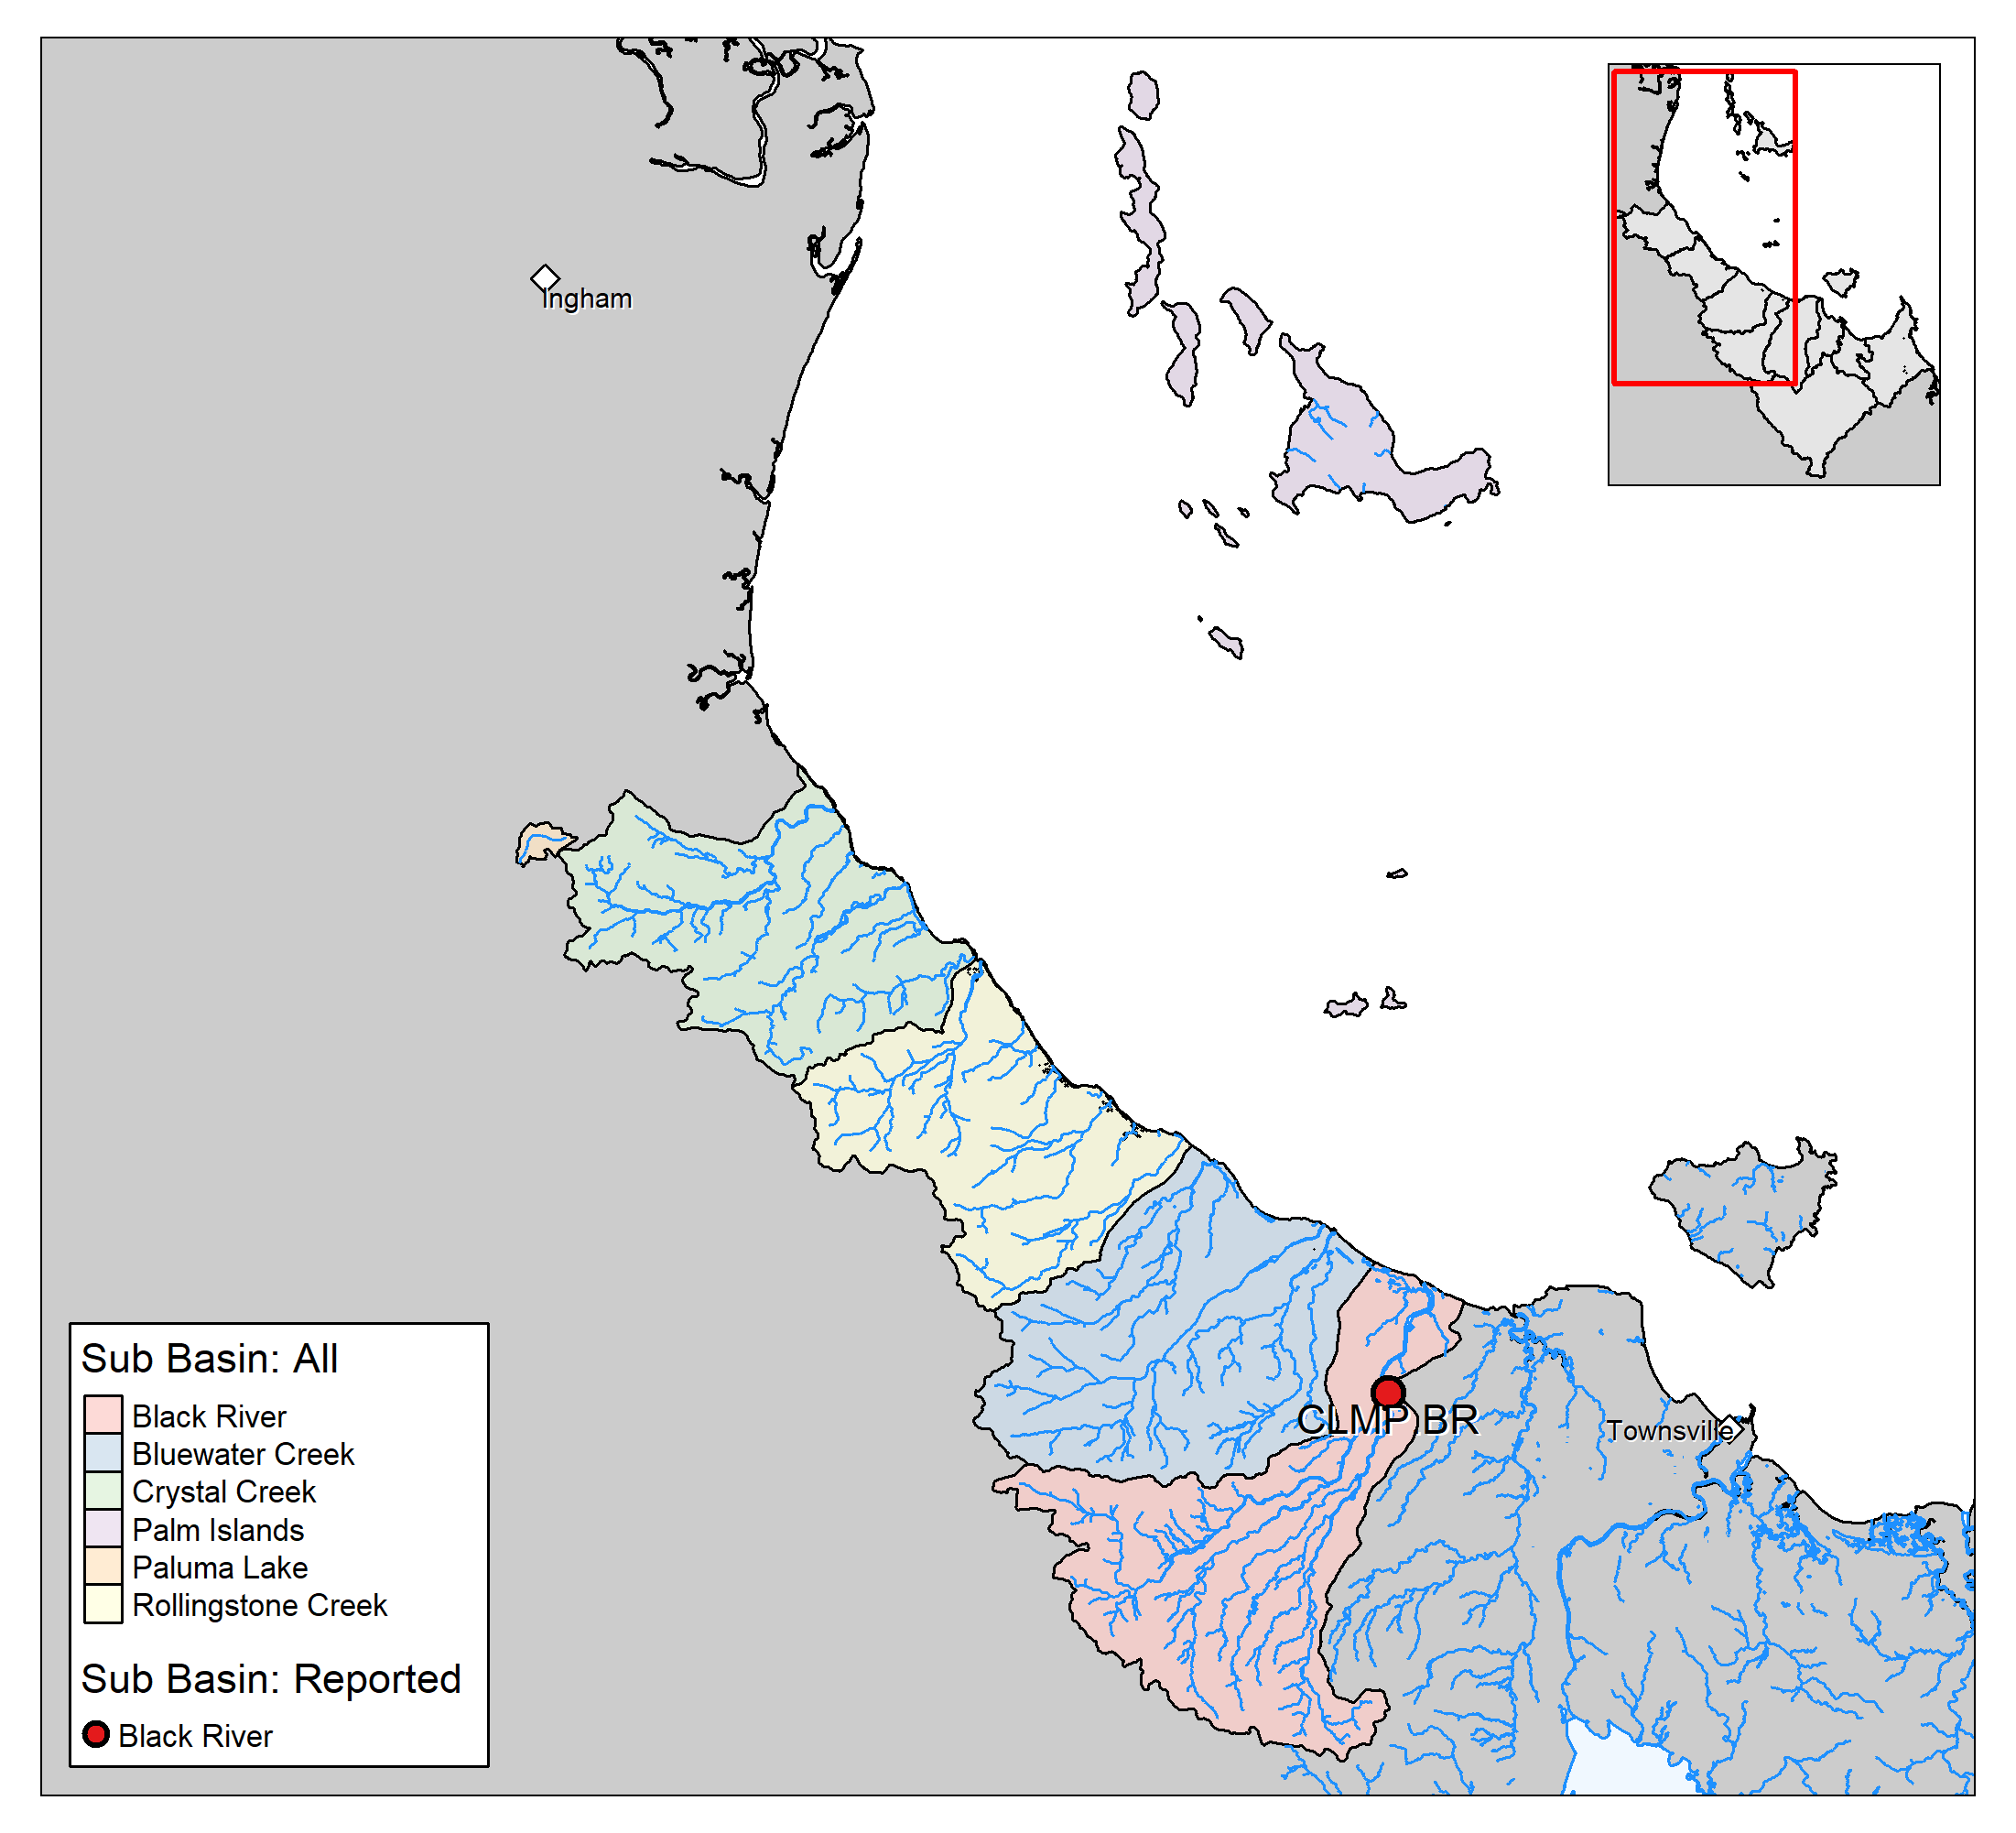 Ingham
CLMP.BR
Townsville
Sub Basin: All
Black River
Bluewater Creek
Crystal Creek
Palm Islands
Paluma Lake
Rollingstone Creek
Sub Basin: Reported
Black River